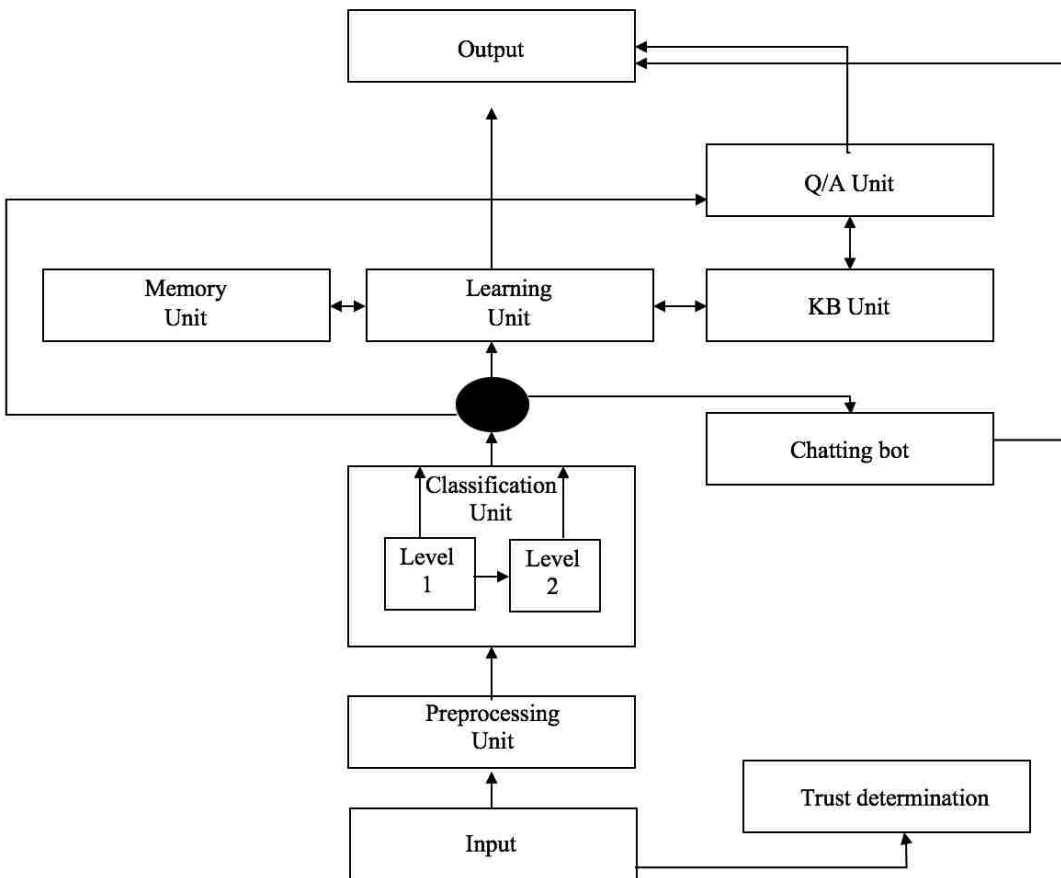 Output
Q/A Unit
Memory
Unit
Learning
Unit
KB Unit
Chatting bot
Classification
Unit
Level
1
Level
2
Preprocessing
Unit
Trust determination
Input